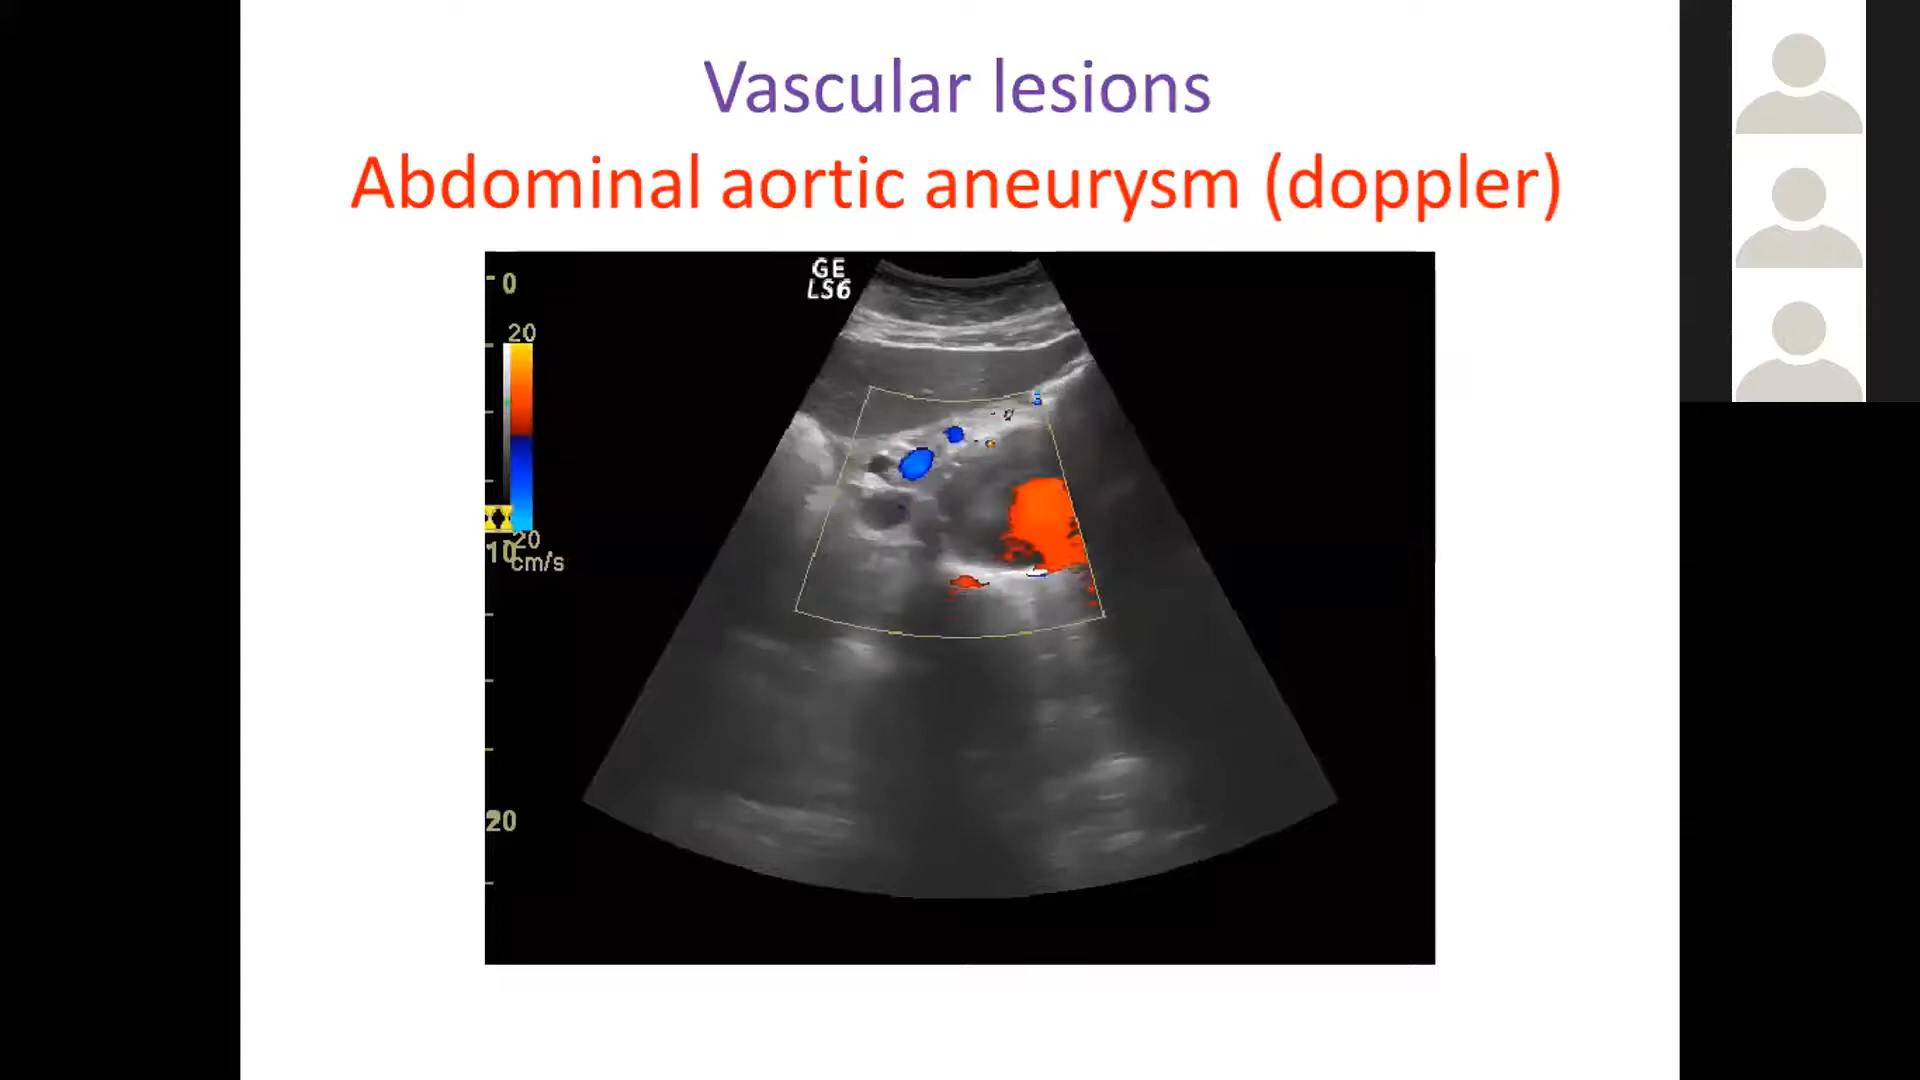 Vascular lesions
Abdominal aortic aneurysm (doppler)
GE
LS6
0
20
-20
10
cm/s
20